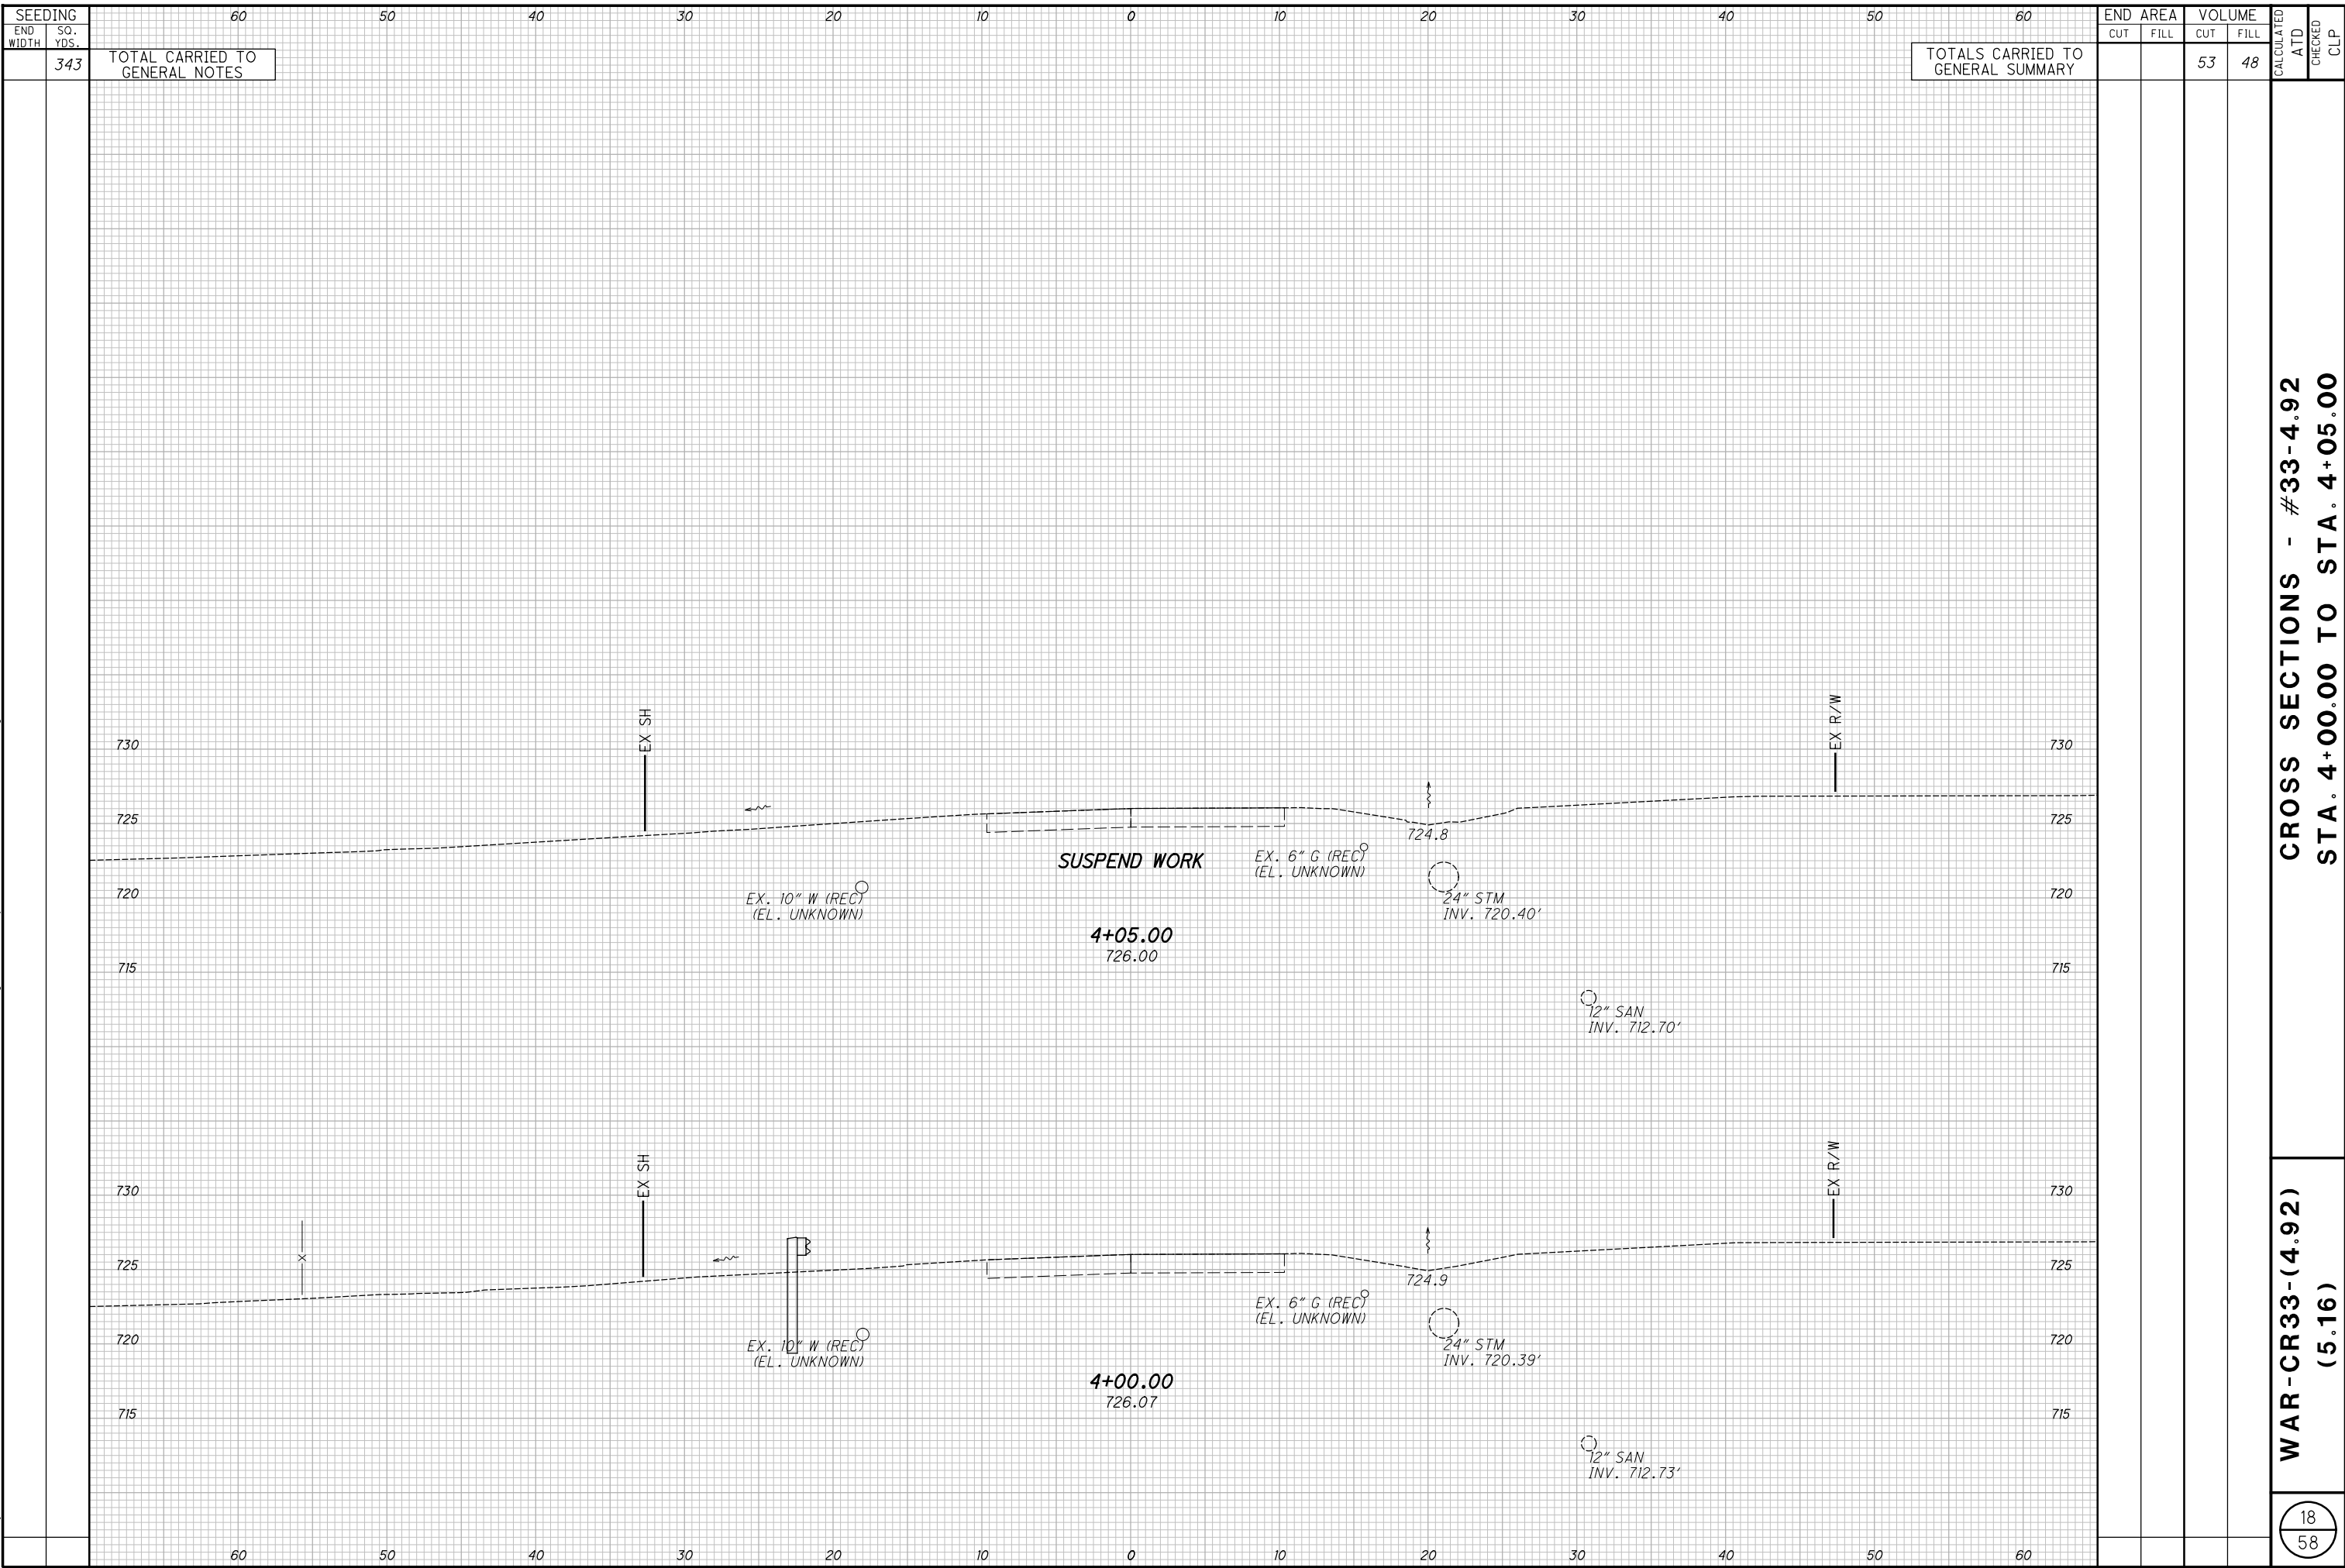 SEEDING
END WIDTH
SQ. YDS.
343
TOTAL CARRIED TO
GENERAL NOTES
60 50 40 30 20 10 0 10 20 30 40 50 60
TOTALS CARRIED TO
GENERAL SUMMARY
END AREA
VOLUME
CUT FILL CUT FILL
53 48
CALCULATED
ATD
CHECKED
CLP
EX SH
EX R/W
730 730
725 725
724.8
SUSPEND WORK
EX. 6" G (REC)
(EL. UNKNOWN)
720 720
EX. 10" W (REC)
(EL. UNKNOWN)
24" STM
INV. 720.40'
4+05.00
726.00
715 715
12" SAN
INV. 712.70'
EX SH
EX R/W
730 730
X
725 725
724.9
EX. 6" G (REC)
(EL. UNKNOWN)
720 720
EX. 10" W (REC)
(EL. UNKNOWN)
24" STM
INV. 720.39'
4+00.00
726.07
715 715
12" SAN
INV. 712.73'
60 50 40 30 20 10 0 10 20 30 40 50 60
CROSS SECTIONS - #33-4.92
STA. 4+00.00 TO STA. 4+05.00
WAR-CR33-(4.92)
(5.16)
18
58